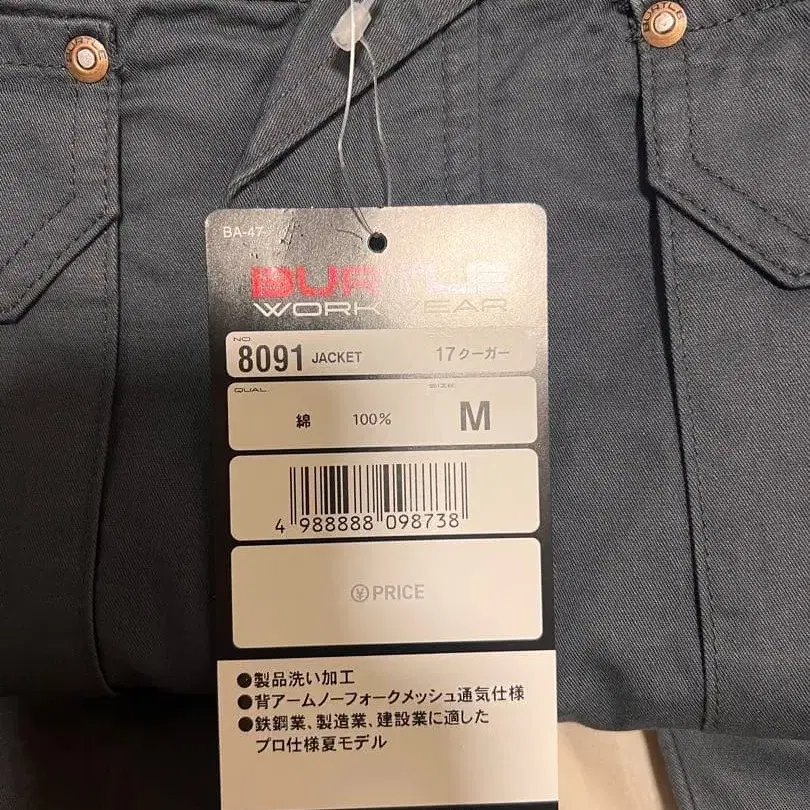 BURTLE
BURTLE
BA-47
BURTLE
WORK WEAR
NO.
8091 JACKET 17クーガー
QUAL. SIZE
綿 100% M
4 988888 098738
¥PRICE
●製品洗い加工
●背アームノーフォークメッシュ通気仕様
●鉄鋼業、製造業、建設業に適した
プロ仕様夏モデル